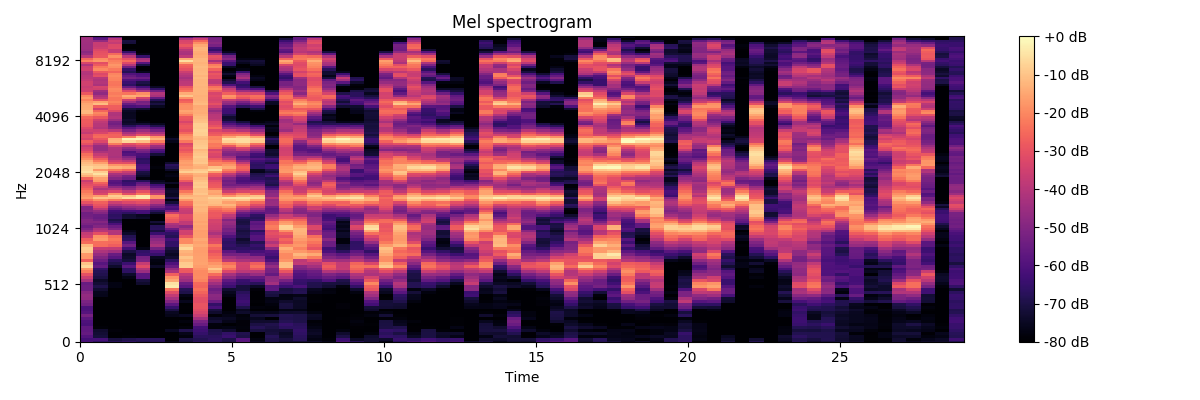 Mel spectrogram
+0 dB
8192
-10 dB
4096
-20 dB
-30 dB
Hz
2048
-40 dB
1024
-50 dB
-60 dB
512
-70 dB
0
-80 dB
0 5 10 15 20 25
Time